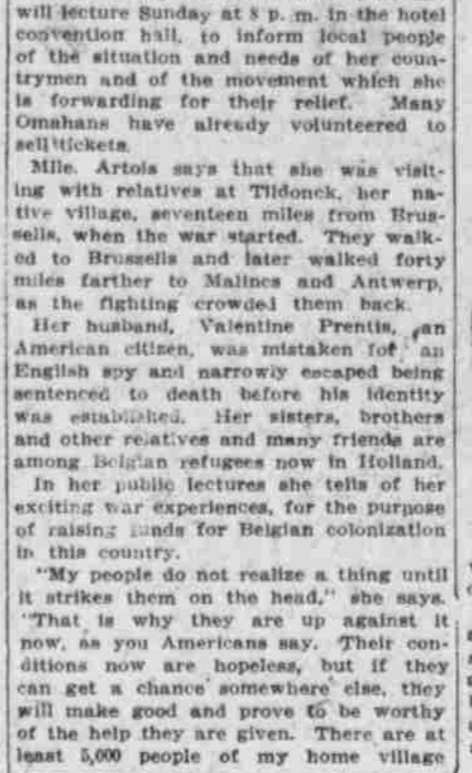 will lecture Sunday at 8 p. m. in the hotel
convention hall, to inform local people
of the situation and needs of her coun-
trymen and of the movement which she
is forwarding for their relief. Many
Omahans have already volunteered to
sell tickets.
Mlle. Artois says that she was visit-
ing with relatives at Tildonck, her na-
tive village, seventeen miles from Brus-
sells, when the war started. They walk-
ed to Brussells and later walked forty
miles farther to Malines and Antwerp,
as the fighting crowded them back.
Her husband, Valentine Prentis, an
American citizen, was mistaken for an
English spy and narrowly escaped being
sentenced to death before his identity
was established. Her sisters, brothers
and other relatives and many friends are
among Belgian refugees now in Holland.
In her public lectures she tells of her
exciting war experiences, for the purpose
of raising funds for Belgian colonization
in this country.
"My people do not realize a thing until
it strikes them on the head," she says.
"That is why they are up against it
now, as you Americans say. Their con-
ditions now are hopeless, but if they
can get a chance somewhere else, they
will make good and prove to be worthy
of the help they are given. There are at
least 5,000 people of my home village